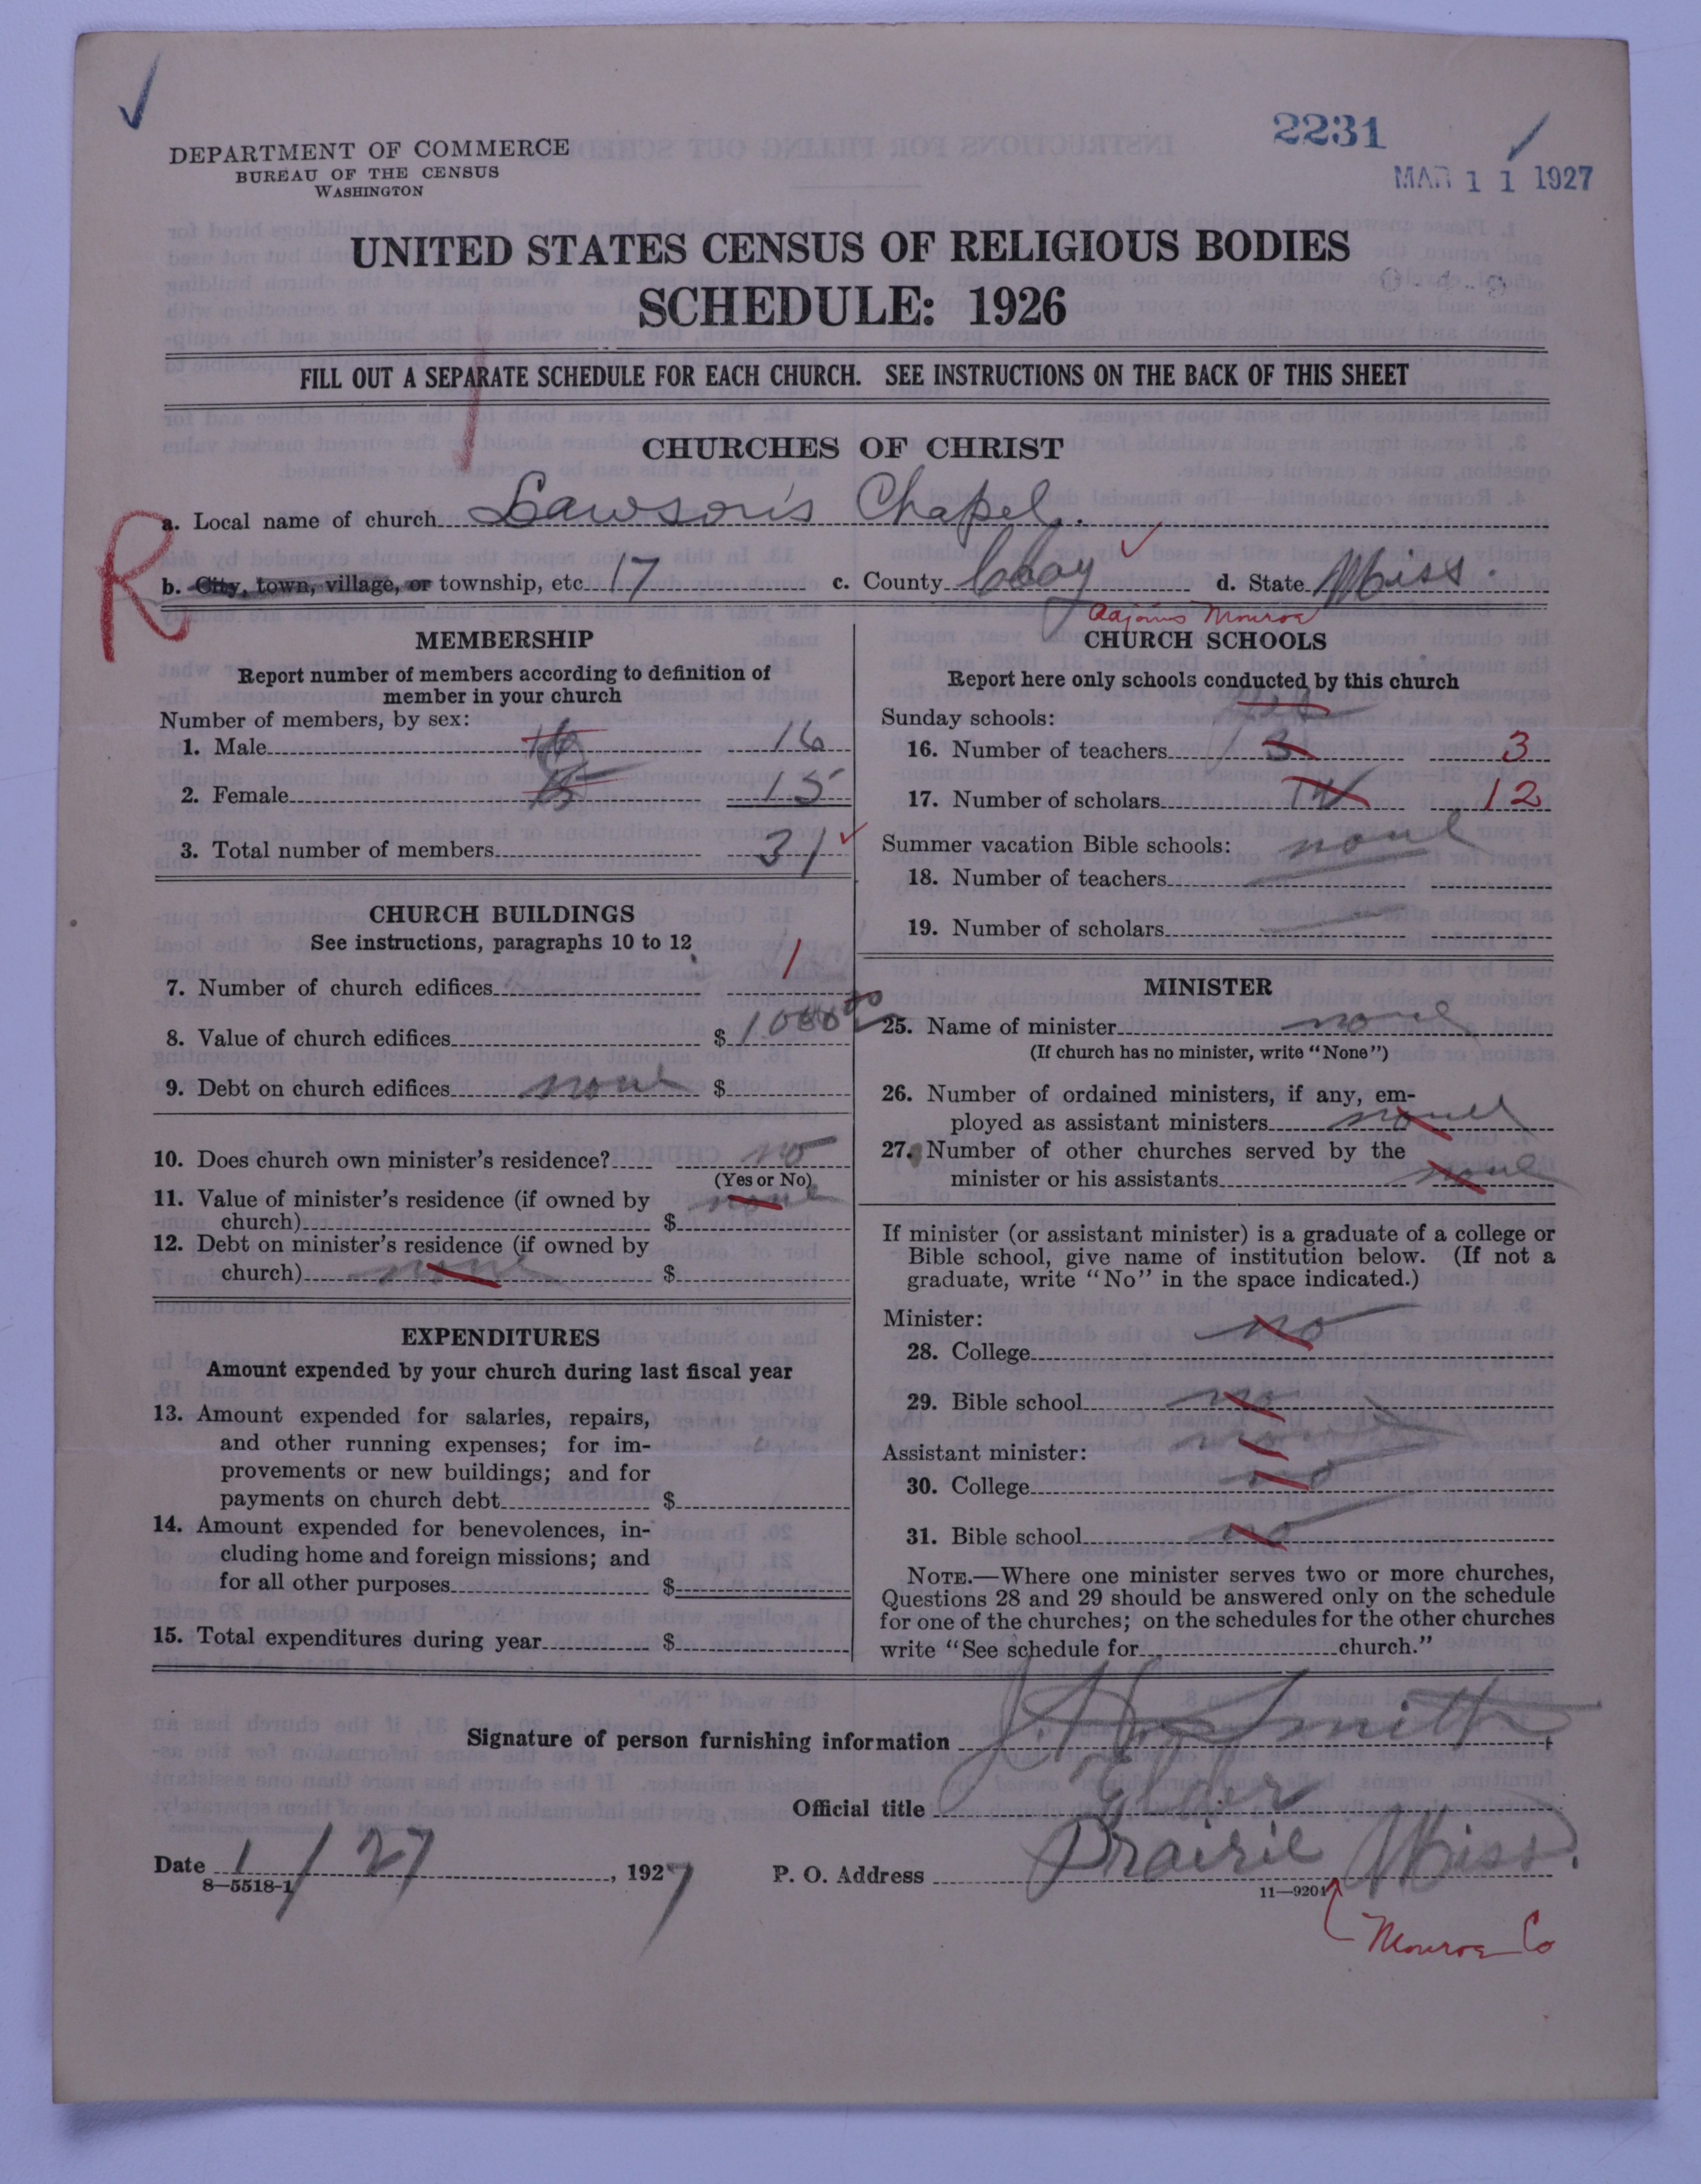 2231
MAR 11 1927
DEPARTMENT OF COMMERCE
BUREAU OF THE CENSUS
WASHINGTON
UNITED STATES CENSUS OF RELIGIOUS BODIES
SCHEDULE: 1926
FILL OUT A SEPARATE SCHEDULE FOR EACH CHURCH. SEE INSTRUCTIONS ON THE BACK OF THIS SHEET
CHURCHES OF CHRIST
R
a. Local name of church Lawson's Chapel.
b. City, town, village, or township, etc. 17 c. County Clay d. State Miss.
Adjoins Monroe
MEMBERSHIP
Report number of members according to definition of
member in your church
Number of members, by sex:
1. Male 16 16
2. Female 15 15
3. Total number of members 31
CHURCH BUILDINGS
See instructions, paragraphs 10 to 12
7. Number of church edifices 1
8. Value of church edifices $ 1000 00
9. Debt on church edifices none $
10. Does church own minister's residence? no
(Yes or No)
11. Value of minister's residence (if owned by none
church) $
12. Debt on minister's residence (if owned by
church) none $
EXPENDITURES
Amount expended by your church during last fiscal year
13. Amount expended for salaries, repairs,
and other running expenses; for im-
provements or new buildings; and for
payments on church debt $
14. Amount expended for benevolences, in-
cluding home and foreign missions; and
for all other purposes $
15. Total expenditures during year $
CHURCH SCHOOLS
Report here only schools conducted by this church
Sunday schools:
16. Number of teachers 3 3
17. Number of scholars 12 12
Summer vacation Bible schools: none
18. Number of teachers
19. Number of scholars
MINISTER
25. Name of minister none
(If church has no minister, write "None")
26. Number of ordained ministers, if any, em-
ployed as assistant ministers none
27. Number of other churches served by the
minister or his assistants none
If minister (or assistant minister) is a graduate of a college or
Bible school, give name of institution below. (If not a
graduate, write "No" in the space indicated.)
Minister:
28. College no
29. Bible school no
Assistant minister:
30. College no
31. Bible school no
NOTE.—Where one minister serves two or more churches,
Questions 28 and 29 should be answered only on the schedule
for one of the churches; on the schedules for the other churches
write "See schedule for church."
Signature of person furnishing information J. H. Smith
Official title Elder
Date 1/27, 1927 P. O. Address Prairie Miss.
8—5518-1 11—9201
Monroe Co